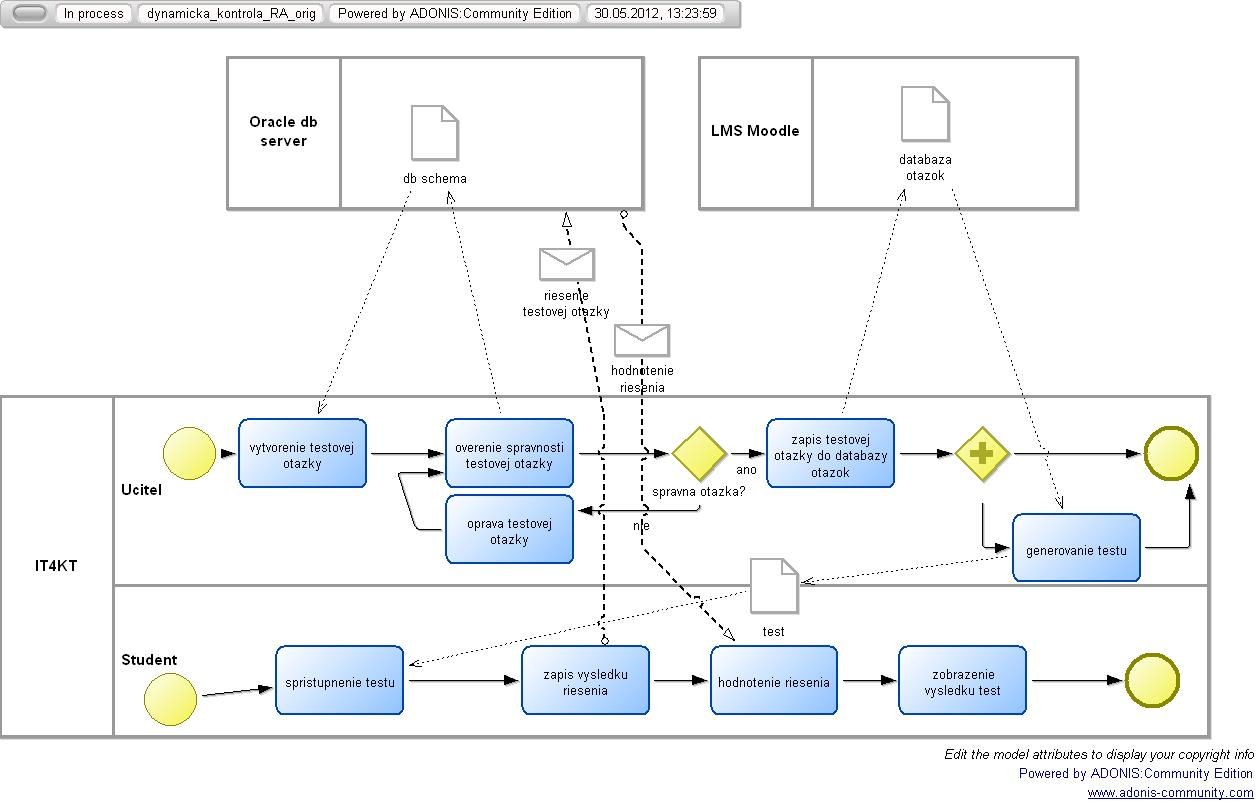 In process
dynamicka_kontrola_RA_orig
Powered by ADONIS:Community Edition
30.05.2012, 13:23:59
Oracle db
server
db schema
LMS Moodle
databaza
otazok
riesenie
testovej otazky
hodnotenie
riesenia
IT4KT
Ucitel
vytvorenie testovej
otazky
overenie spravnosti
testovej otazky
oprava testovej
otazky
spravna otazka?
ano
nie
zapis testovej
otazky do databazy
otazok
generovanie testu
test
Student
spristupnenie testu
zapis vysledku
riesenia
hodnotenie riesenia
zobrazenie
vysledku test
Edit the model attributes to display your copyright info
Powered by ADONIS:Community Edition
www.adonis-community.com